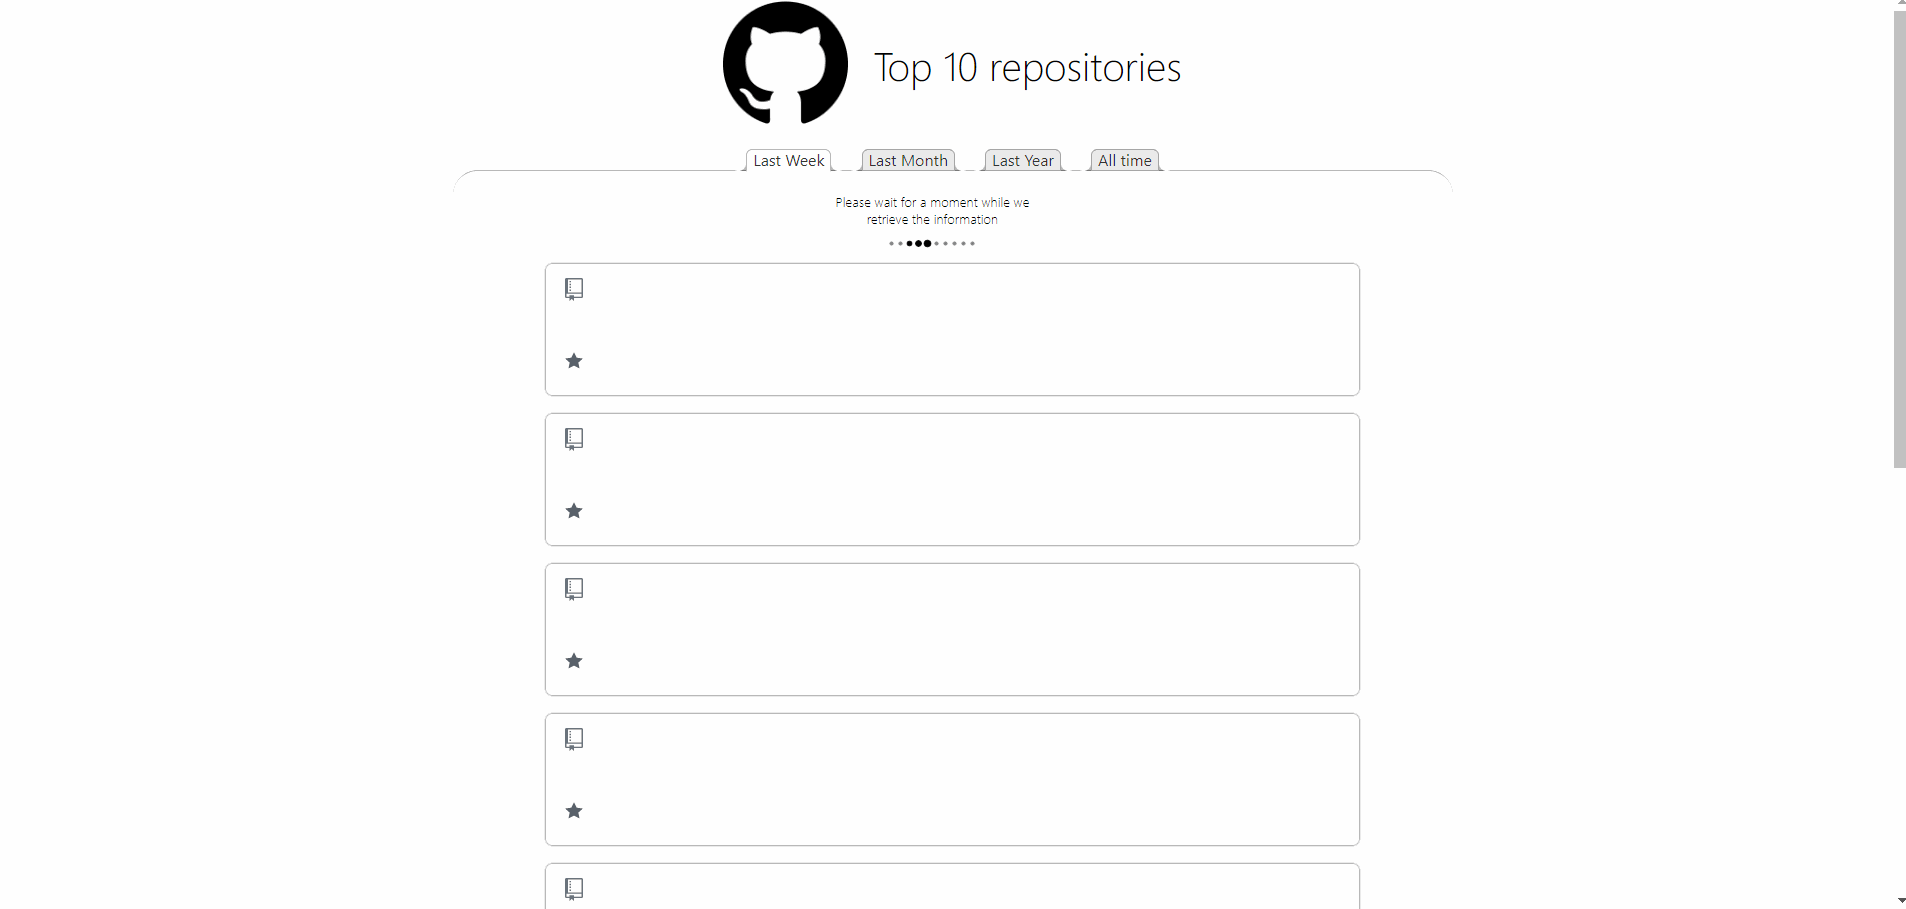 Top 10 repositories
Last Week
Last Month
Last Year
All time
Please wait for a moment while we
retrieve the information